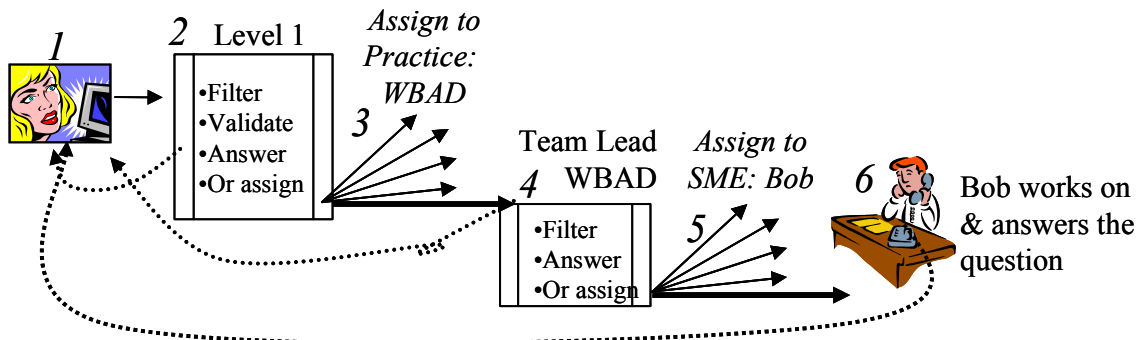 1
2 Level 1
•Filter
•Validate
•Answer
•Or assign
3
Assign to
Practice:
WBAD
Team Lead
WBAD
4
•Filter
•Answer
•Or assign
5
Assign to
SME: Bob
6
Bob works on
& answers the
question